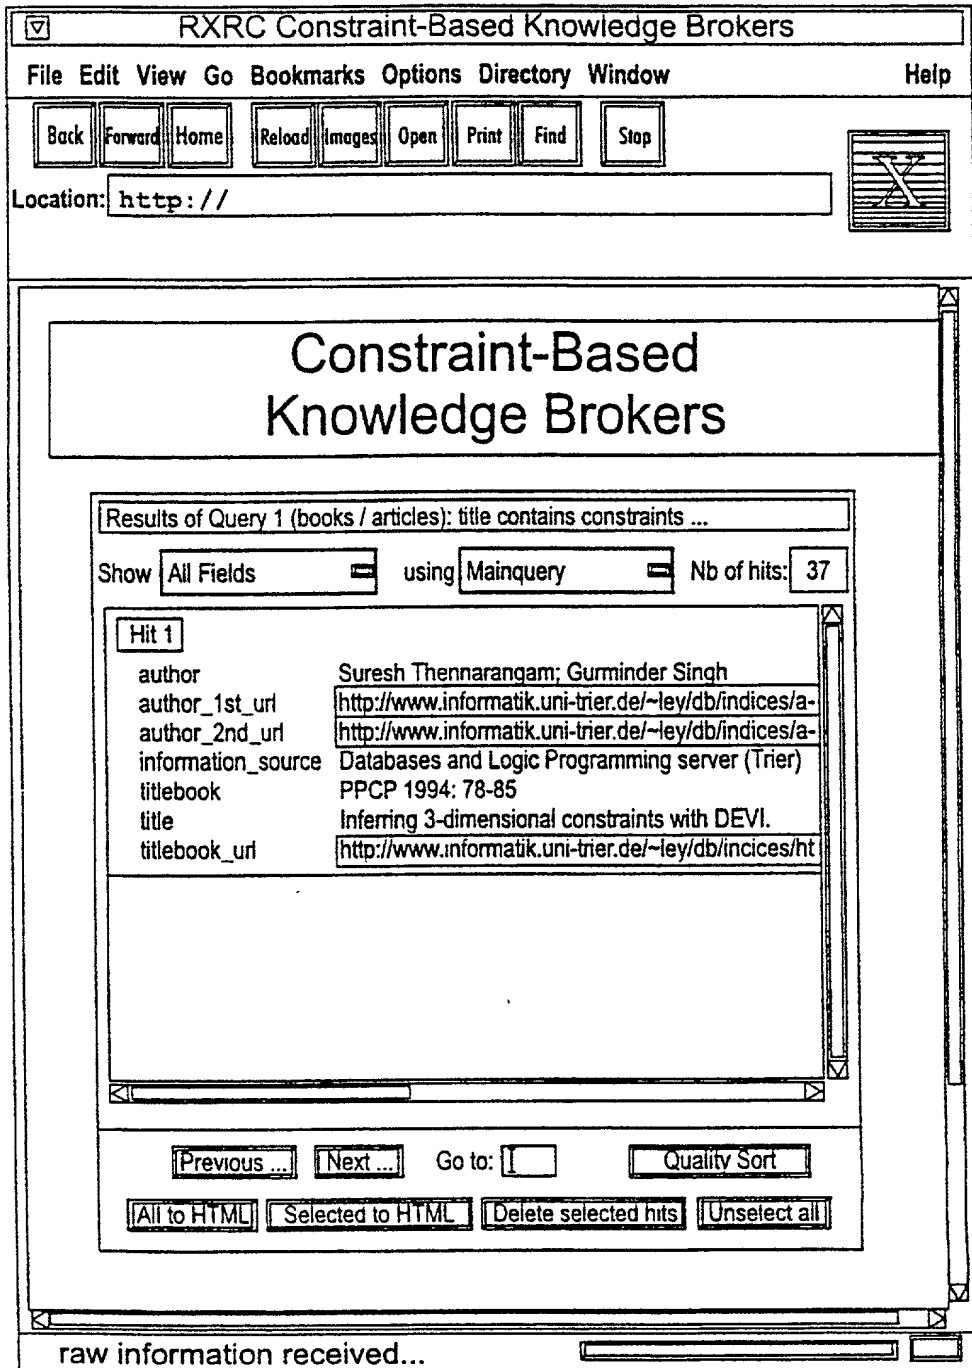 RXRC Constraint-Based Knowledge Brokers
File Edit View Go Bookmarks Options Directory Window Help
Back Forward Home Reload Images Open Print Find Stop
X
Location: http://
Constraint-Based
Knowledge Brokers
Results of Query 1 (books / articles): title contains constraints ...
Show All Fields using Mainquery Nb of hits: 37
Hit 1
author Suresh Thennarangam; Gurminder Singh
author_1st_url http://www.informatik.uni-trier.de/~ley/db/indices/a-
author_2nd_url http://www.informatik.uni-trier.de/~ley/db/indices/a-
information_source Databases and Logic Programming server (Trier)
titlebook PPCP 1994: 78-85
title Inferring 3-dimensional constraints with DEVI.
titlebook_url http://www.informatik.uni-trier.de/~ley/db/incices/ht
Previous ... Next ... Go to: Quality Sort
All to HTML Selected to HTML Delete selected hits Unselect all
raw information received...